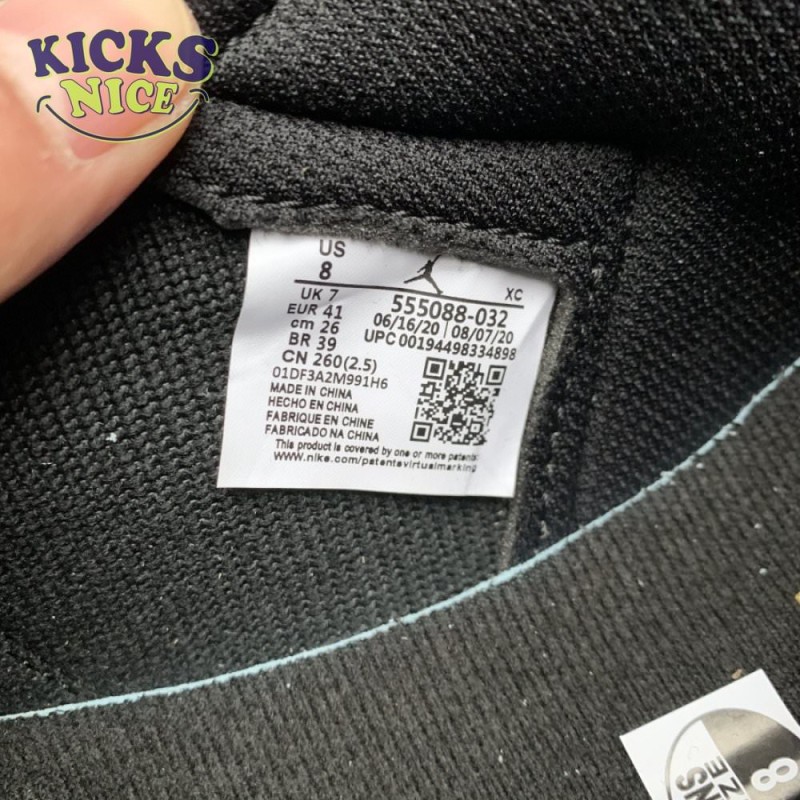 KICKS
NICE
US
8
XC
UK 7
EUR 41
cm 26
BR 39
CN 260(2.5)
555088-032
06/16/20 | 08/07/20
UPC 00194498334898
01DF3A2M991H6
MADE IN CHINA
HECHO EN CHINA
FABRIQUE EN CHINE
FABRICADO NA CHINA
This product is covered by one or more patents:
www.nike.com/patentsvirtualmarking
8